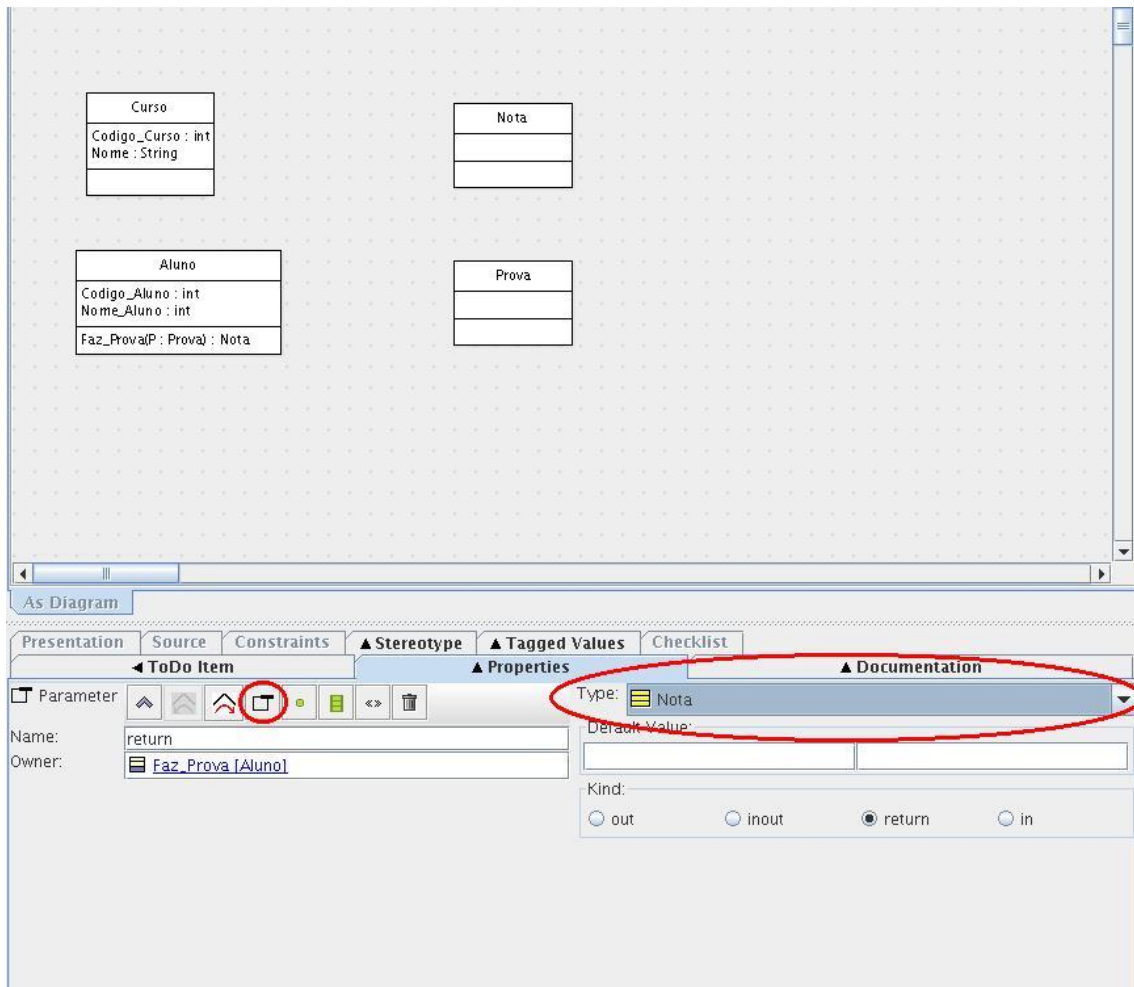 Curso
Codigo_Curso : int
Nome : String
Nota
Aluno
Codigo_Aluno : int
Nome_Aluno : int
Faz_Prova(P : Prova) : Nota
Prova
As Diagram
Presentation Source Constraints ▲ Stereotype ▲ Tagged Values Checklist
◄ ToDo Item ▲ Properties ▲ Documentation
Parameter
Type: Nota
Name: return
Default Value:
Owner: Faz_Prova [Aluno]
Kind:
out inout return in